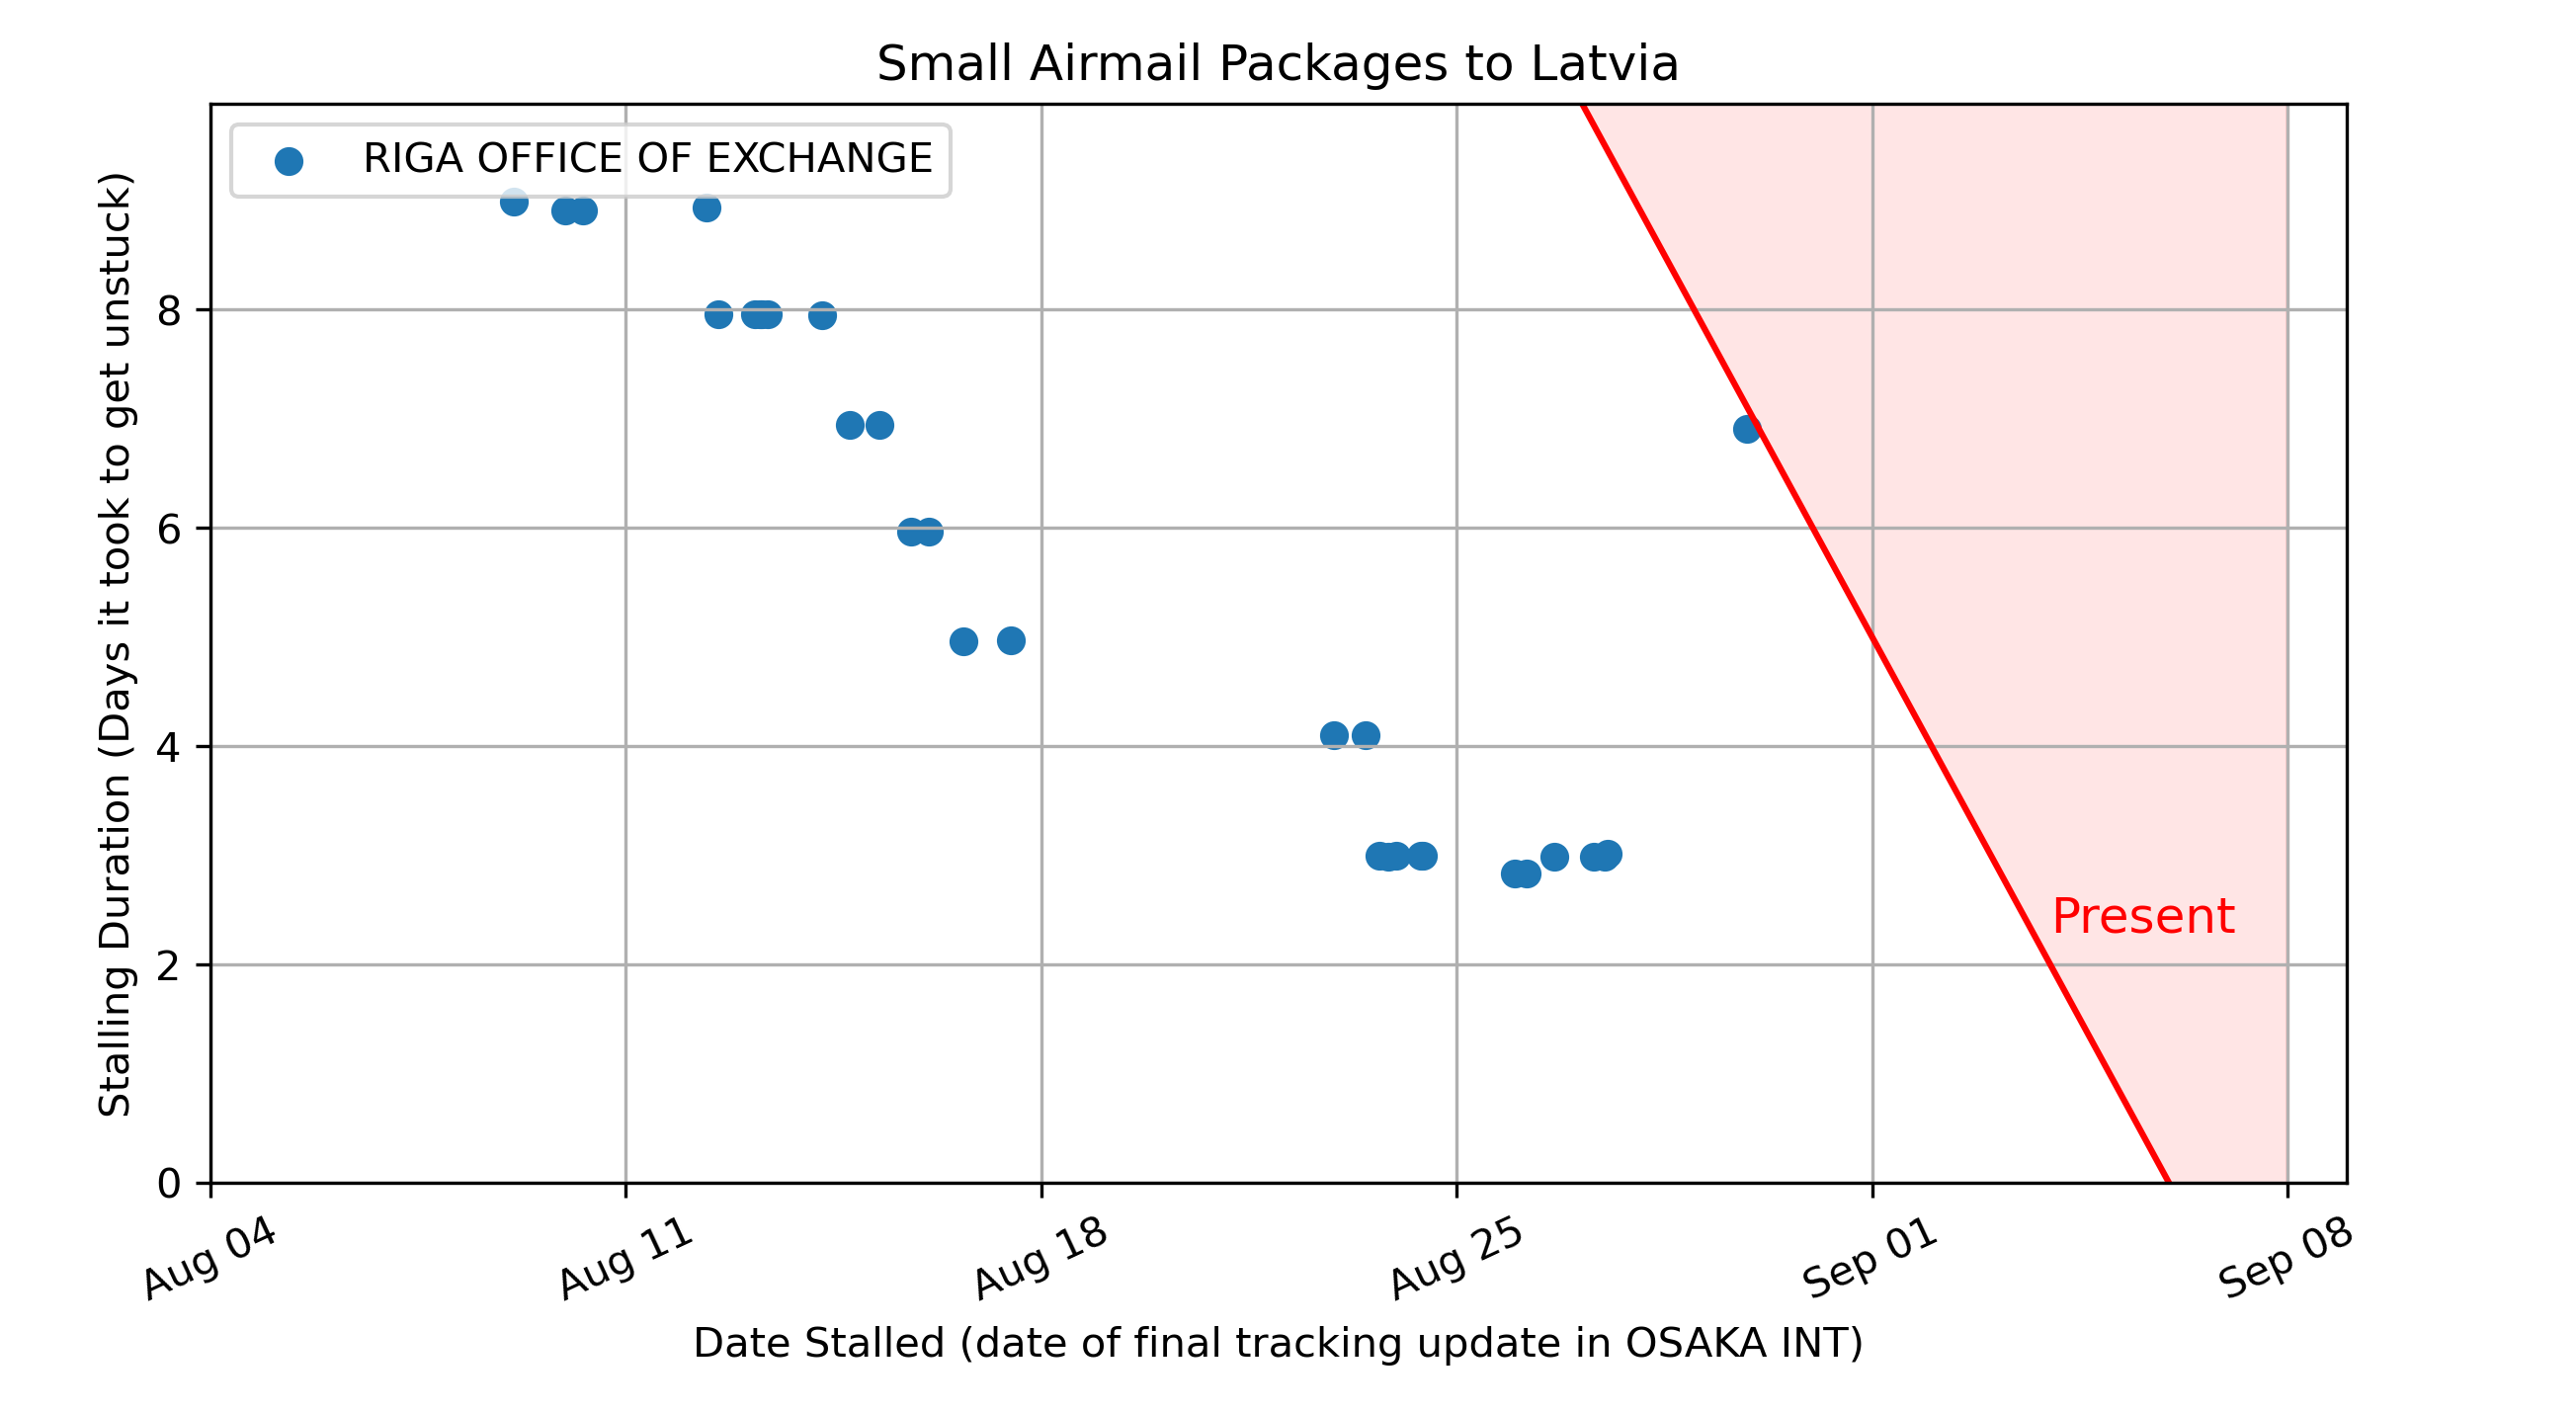 Small Airmail Packages to Latvia
RIGA OFFICE OF EXCHANGE
Stalling Duration (Days it took to get unstuck)
8
6
4
2
0
Present
Aug 04
Aug 11
Aug 18
Aug 25
Sep 01
Sep 08
Date Stalled (date of final tracking update in OSAKA INT)